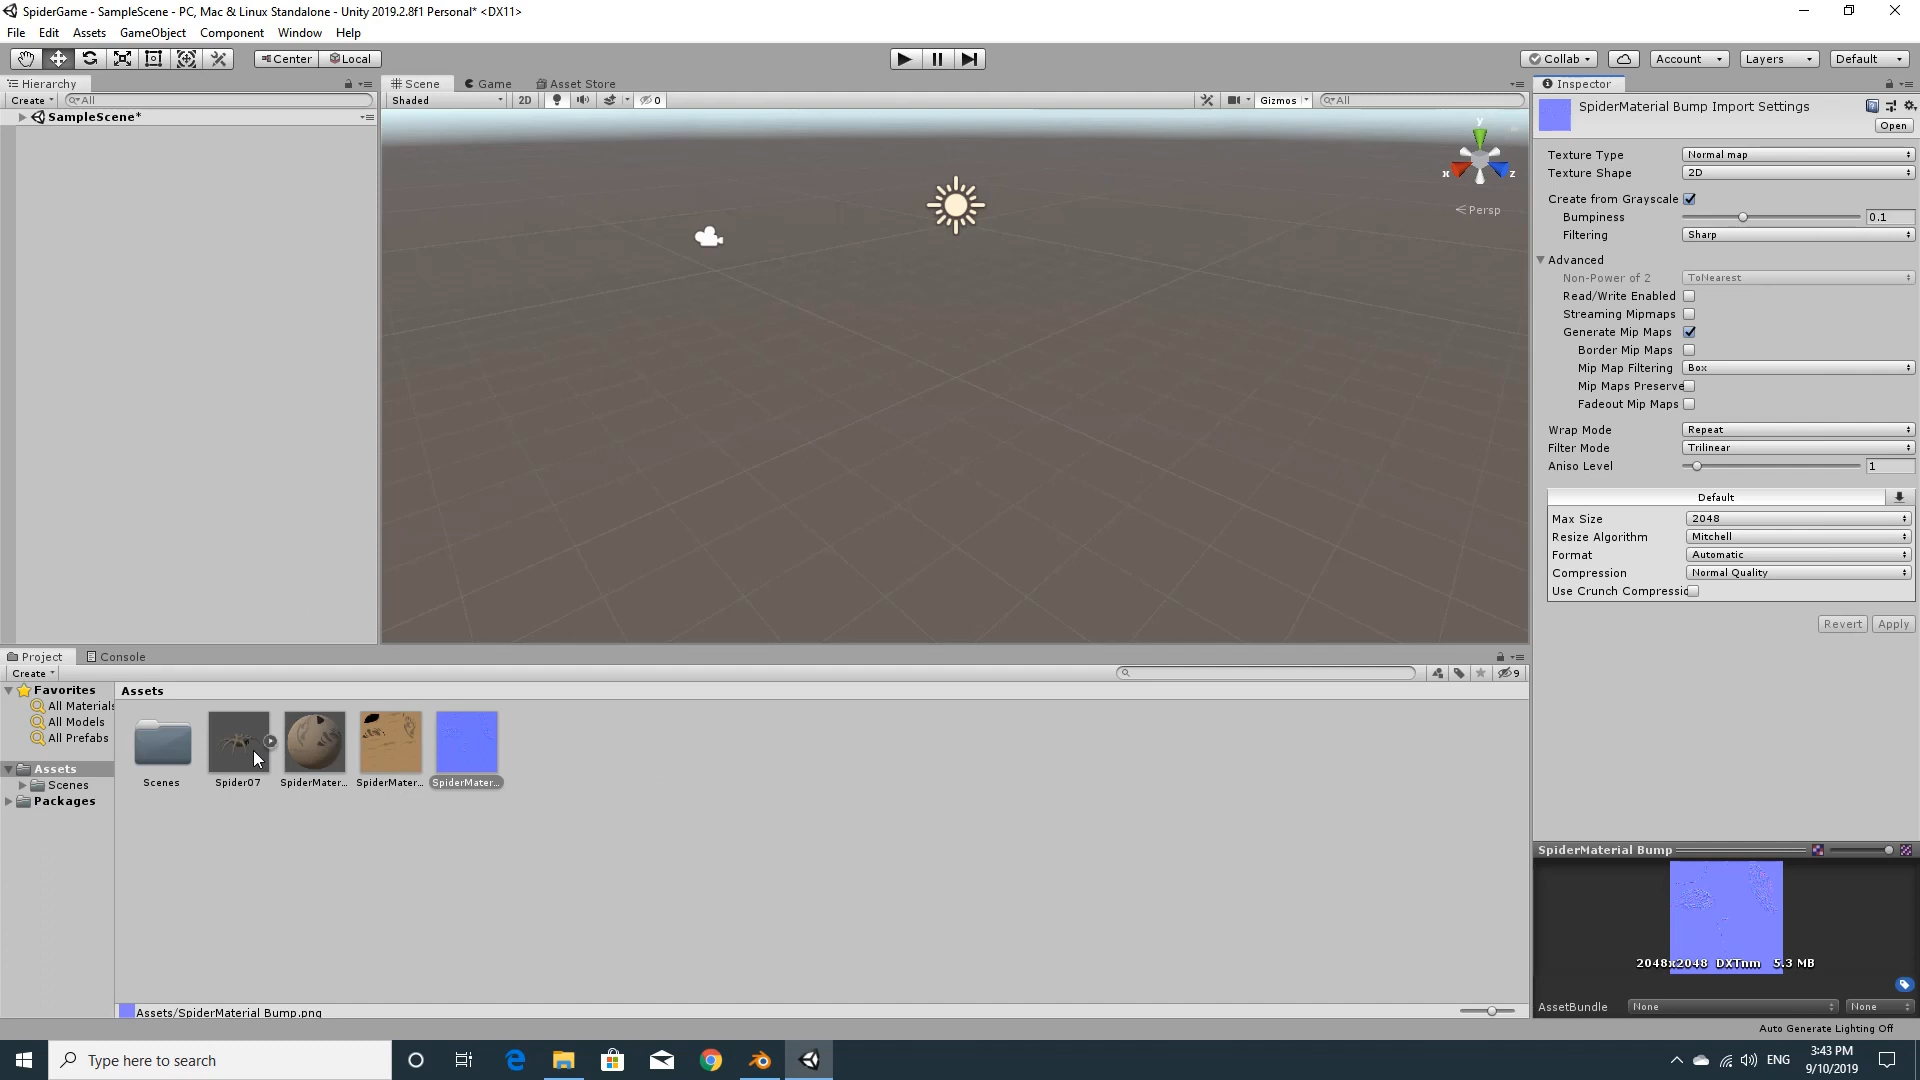 SpiderGame - SampleScene - PC, Mac & Linux Standalone - Unity 2019.2.8f1 Personal* <DX11>
File Edit Assets GameObject Component Window Help
Center Local Collab Account Layers Default
Hierarchy
Create All
SampleScene*
Scene Game Asset Store
Shaded 2D 0 Gizmos All
y
x z
Persp
Inspector
SpiderMaterial Bump Import Settings
Open
Texture Type Normal map
Texture Shape 2D
Create from Grayscale
Bumpiness 0.1
Filtering Sharp
Advanced
Non-Power of 2 ToNearest
Read/Write Enabled
Streaming Mipmaps
Generate Mip Maps
Border Mip Maps
Mip Map Filtering Box
Mip Maps Preserve
Fadeout Mip Maps
Wrap Mode Repeat
Filter Mode Trilinear
Aniso Level 1
Default
Max Size 2048
Resize Algorithm Mitchell
Format Automatic
Compression Normal Quality
Use Crunch Compressio
Revert Apply
Project Console
Create 9
Favorites
All Materials
All Models
All Prefabs
Assets
Scenes
Packages
Assets
Scenes Spider07 SpiderMater... SpiderMater... SpiderMater...
Assets/SpiderMaterial Bump.png
SpiderMaterial Bump
2048x2048 DXTnm 5.3 MB
AssetBundle None None
Auto Generate Lighting Off
Type here to search
ENG
3:43 PM
9/10/2019